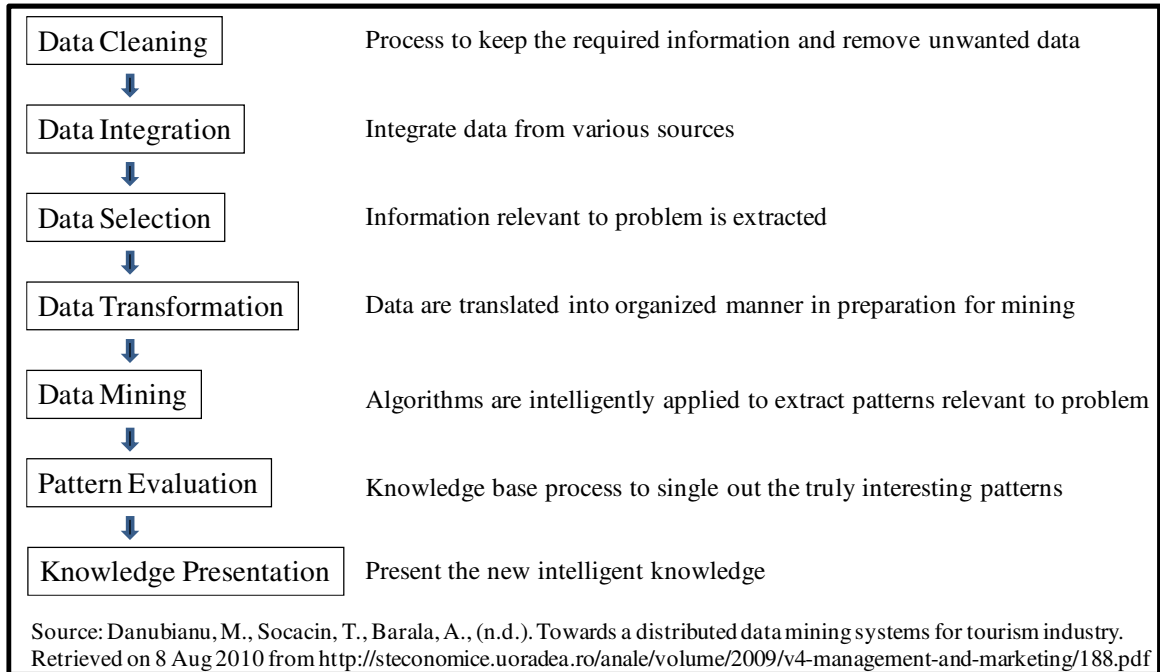 Data Cleaning Process to keep the required information and remove unwanted data
Data Integration Integrate data from various sources
Data Selection Information relevant to problem is extracted
Data Transformation Data are translated into organized manner in preparation for mining
Data Mining Algorithms are intelligently applied to extract patterns relevant to problem
Pattern Evaluation Knowledge base process to single out the truly interesting patterns
Knowledge Presentation Present the new intelligent knowledge
Source: Danubianu, M., Socacin, T., Barala, A., (n.d.). Towards a distributed data mining systems for tourism industry.
Retrieved on 8 Aug 2010 from http://steconomice.uoradea.ro/anale/volume/2009/v4-management-and-marketing/188.pdf